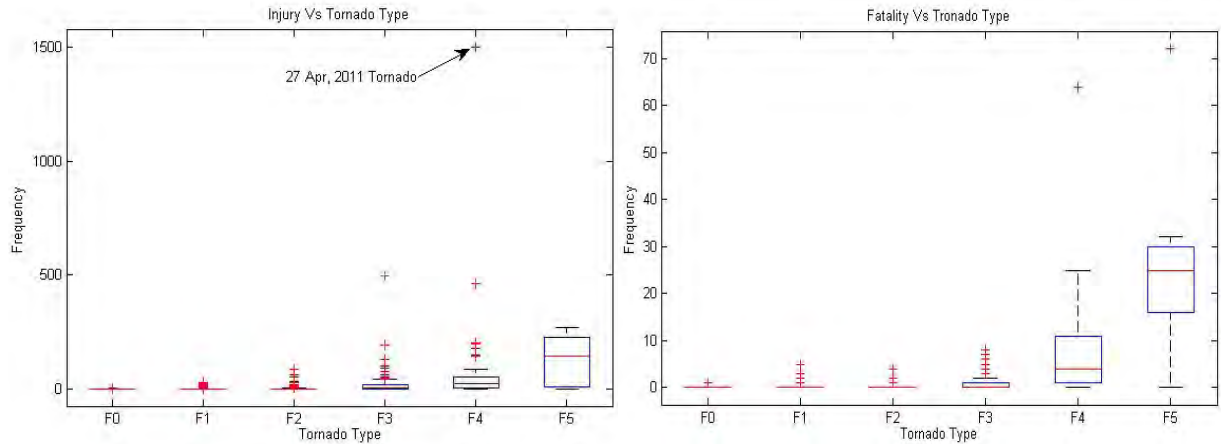 Injury Vs Tornado Type
1500
1000
500
0
Frequency
27 Apr, 2011 Tornado
F0 F1 F2 F3 F4 F5
Tornado Type
Fatality Vs Tronado Type
70
60
50
40
30
20
10
0
Frequency
F0 F1 F2 F3 F4 F5
Tornado Type